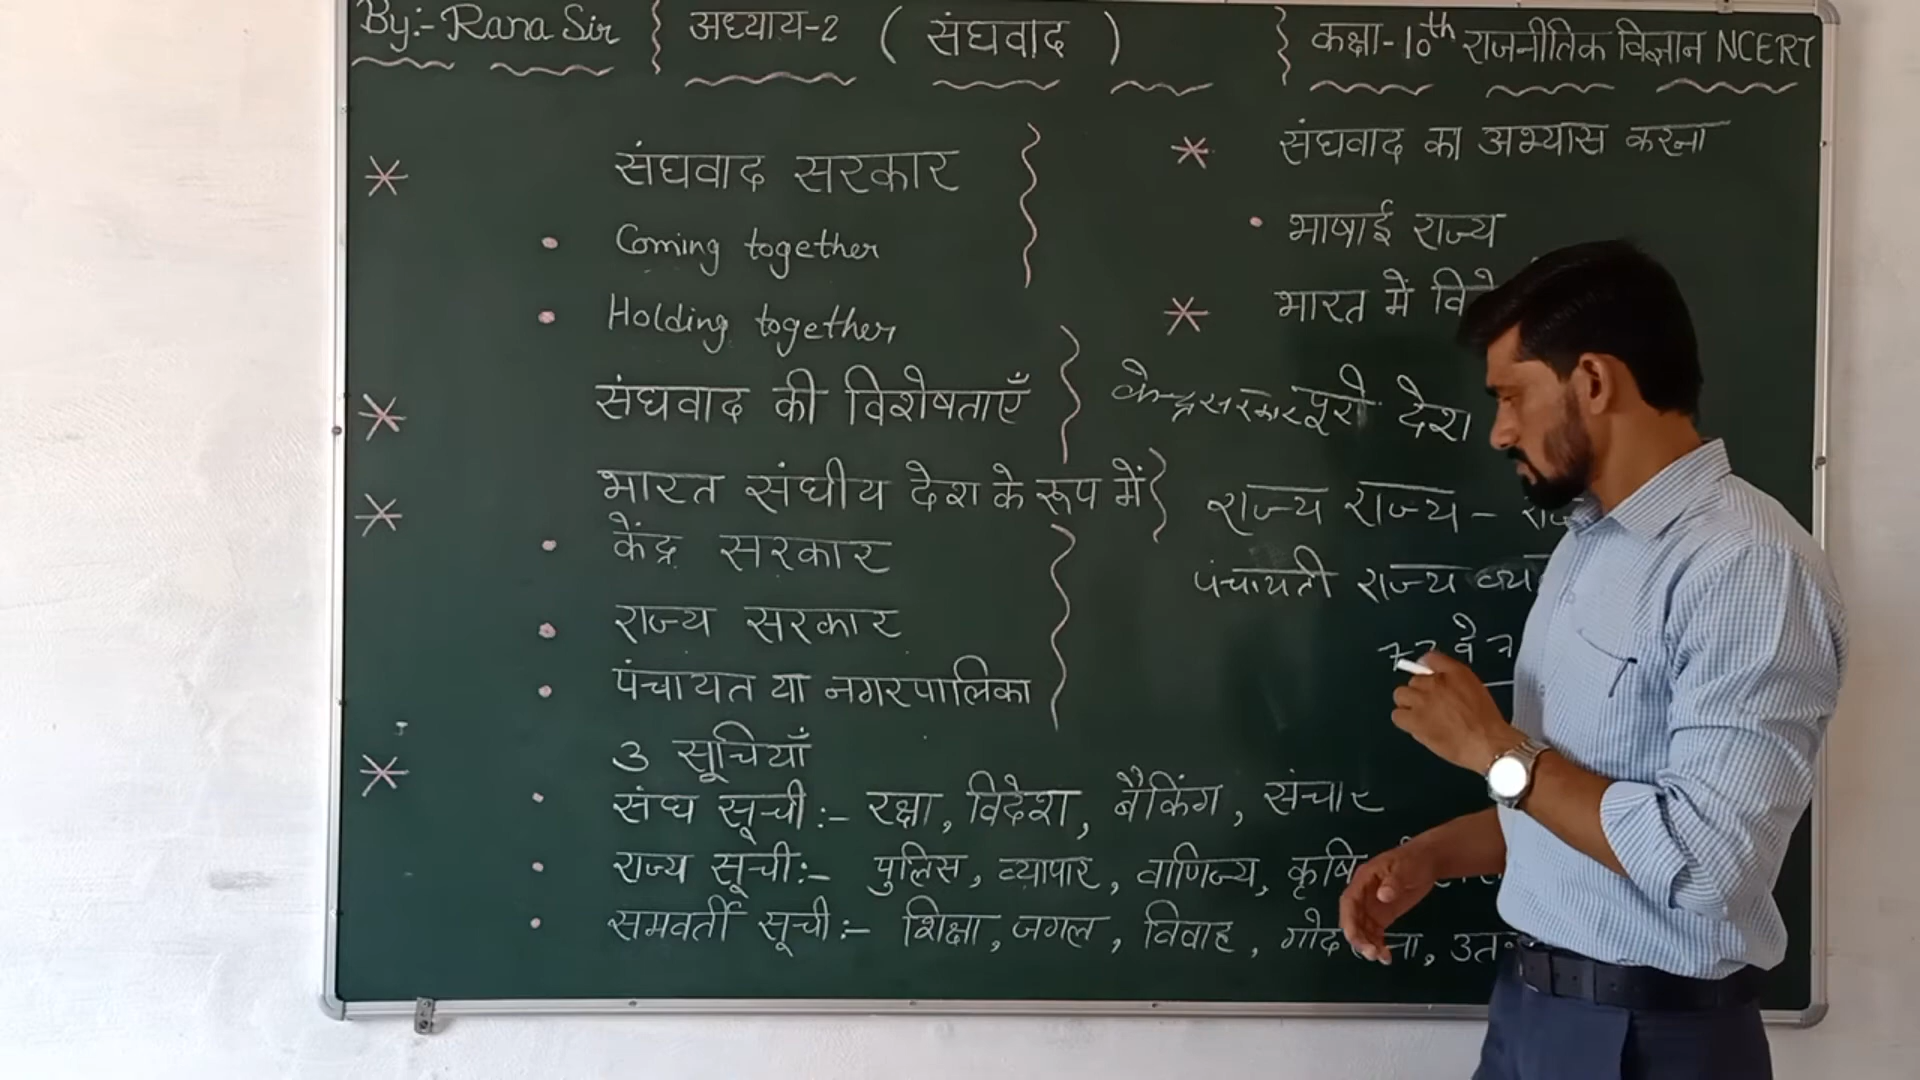 By:- Rana Sir अध्याय-2 ( संघवाद ) कक्षा-10th राजनीतिक विज्ञान NCERT
संघवाद सरकार
Coming together
Holding together
संघवाद की विशेषताएँ
भारत संघीय देश के रूप में
केंद्र सरकार
राज्य सरकार
पंचायत या नगरपालिका
3 सूचियाँ
संघ सूची:- रक्षा, विदेश, बैकिंग, संचार
राज्य सूची:- पुलिस, व्यापार, वाणिज्य, कृषि
समवर्ती सूची:- शिक्षा, जगल, विवाह,
संघवाद का अभ्यास करना
भाषाई राज्य
भारत में
केन्द्र सरकार पूरे देश
राज्य राज्य -
पंचायती राज्य